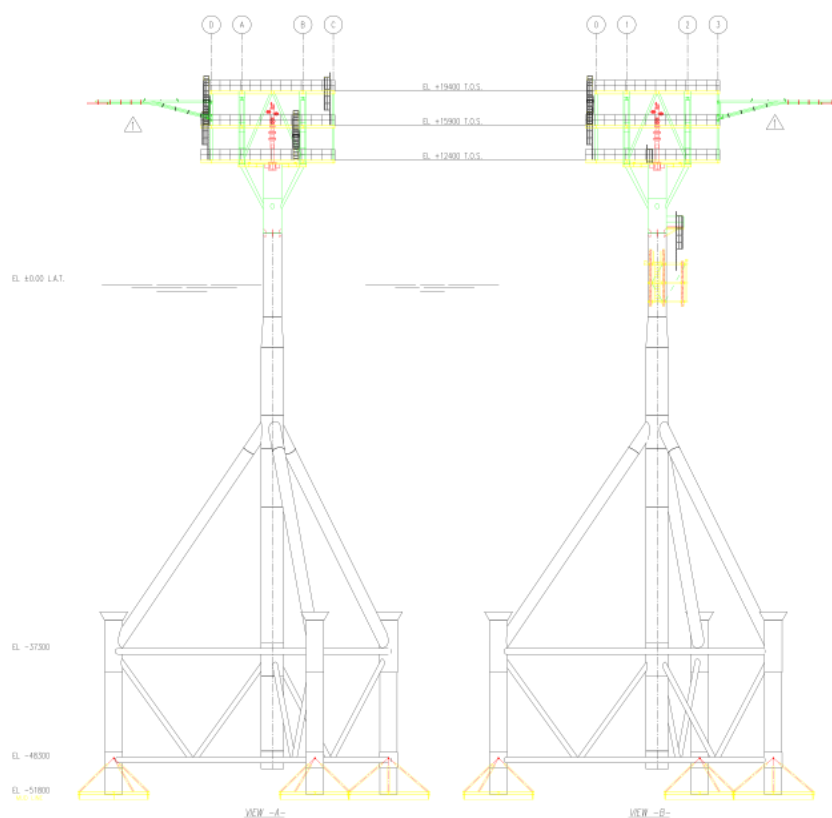 D A B C 0 1 2 3
EL +19400 T.O.S.
1 1
EL +15900 T.O.S.
EL +12400 T.O.S.
EL ±0.00 L.A.T.
EL -37300
EL -48300
EL -51800
VIEW -A- VIEW -B-